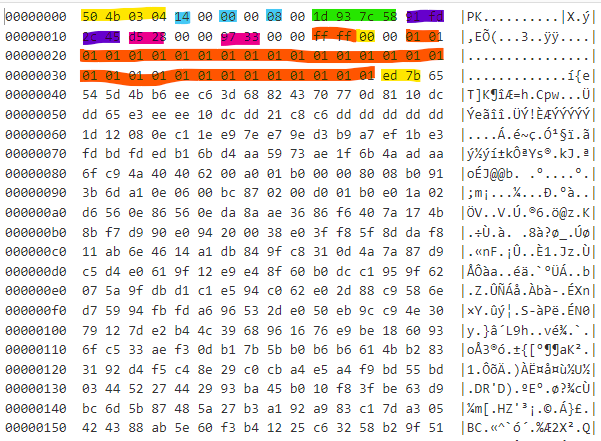 00000000 50 4b 03 04 14 00 00 00 08 00 1d 93 7c 58 91 fd |PK..........|X.ý|
00000010 2c 45 d5 28 00 00 97 33 00 00 ff ff 00 00 01 01 |,EÕ(...3..ÿÿ....|
00000020 01 01 01 01 01 01 01 01 01 01 01 01 01 01 01 01 |................|
00000030 01 01 01 01 01 01 01 01 01 01 01 01 01 ed 7b 65 |.............í{e|
00000040 54 5d 4b b6 ee c6 3d 68 82 43 70 77 0d 81 10 dc |T]K¶îÆ=h.Cpw...Ü|
00000050 dd 65 e3 ee ee 10 dc dd 21 c8 c6 dd dd dd dd dd |Ýeãîî.ÜÝ!ÈÆÝÝÝÝÝ|
00000060 1d 12 08 0e c1 1e e9 7e e7 9e d3 b9 a7 ef 1b e3 |....Á.é~ç.Ó¹§ï.ã|
00000070 fd bd fd ed b1 6b d4 aa 59 73 ae 1f 6b 4a ad aa |ý½ýí±kÔªYs®.kJ.ª|
00000080 6f c9 4a 40 40 62 00 a0 01 b0 00 00 80 08 b0 91 |oÉJ@@b. .°....°.|
00000090 3b 6d a1 0e 06 00 bc 87 02 00 d0 01 b0 e0 1a 02 |;m¡...¼...Ð.°à..|
000000a0 d6 56 0e 86 56 0e da 8a ae 36 86 f6 40 7a 17 4b |ÖV..V.Ú.®6.ö@z.K|
000000b0 8b f7 d9 90 e0 94 20 00 38 e0 3f f8 5f 8d da f8 |.÷Ù.à. .8à?ø_.Úø|
000000c0 11 ab 6e 46 14 a1 db 84 9f c8 31 0d 4a 7a 87 d9 |.«nF.¡Û..È1.Jz.Ù|
000000d0 c5 d4 e0 61 9f 12 e9 e4 8f 60 b0 dc c1 95 9f 62 |ÅÔàa..éä.`°ÜÁ..b|
000000e0 07 5a 9f db d1 c1 e5 94 c0 62 e0 2d 88 c9 58 6e |.Z.ÛÑÁå.Àbà-.ÉXn|
000000f0 d7 59 94 fb fd a6 96 53 2d e0 50 eb 9c c9 4e 30 |×Y.ûý¦.S-àPë.ÉN0|
00000100 79 12 7d e2 b4 4c 39 68 96 16 76 e9 be 18 60 93 |y.}â´L9h..vé¾.`.|
00000110 6f c5 33 ae f3 0d b1 7b 5b b0 b6 b6 61 4b b2 83 |oÅ3®ó.±{[°¶¶aK².|
00000120 31 92 d4 f5 c4 8e 29 c0 cb a4 e5 a4 f9 bd 55 bd |1.ÔõÄ.)ÀË¤å¤ù½U½|
00000130 03 44 52 27 44 29 93 ba 45 b0 10 f8 3f be 63 d9 |.DR'D).ºE°.ø?¾cÙ|
00000140 bc 6d 5b 87 48 5a 27 b3 a1 92 a9 83 c1 7d a3 05 |¼m[.HZ'³¡.©.Á}£.|
00000150 42 43 88 ab 5e 60 f3 b4 12 25 c6 32 58 b2 9f 51 |BC.«^`ó´.%Æ2X².Q|